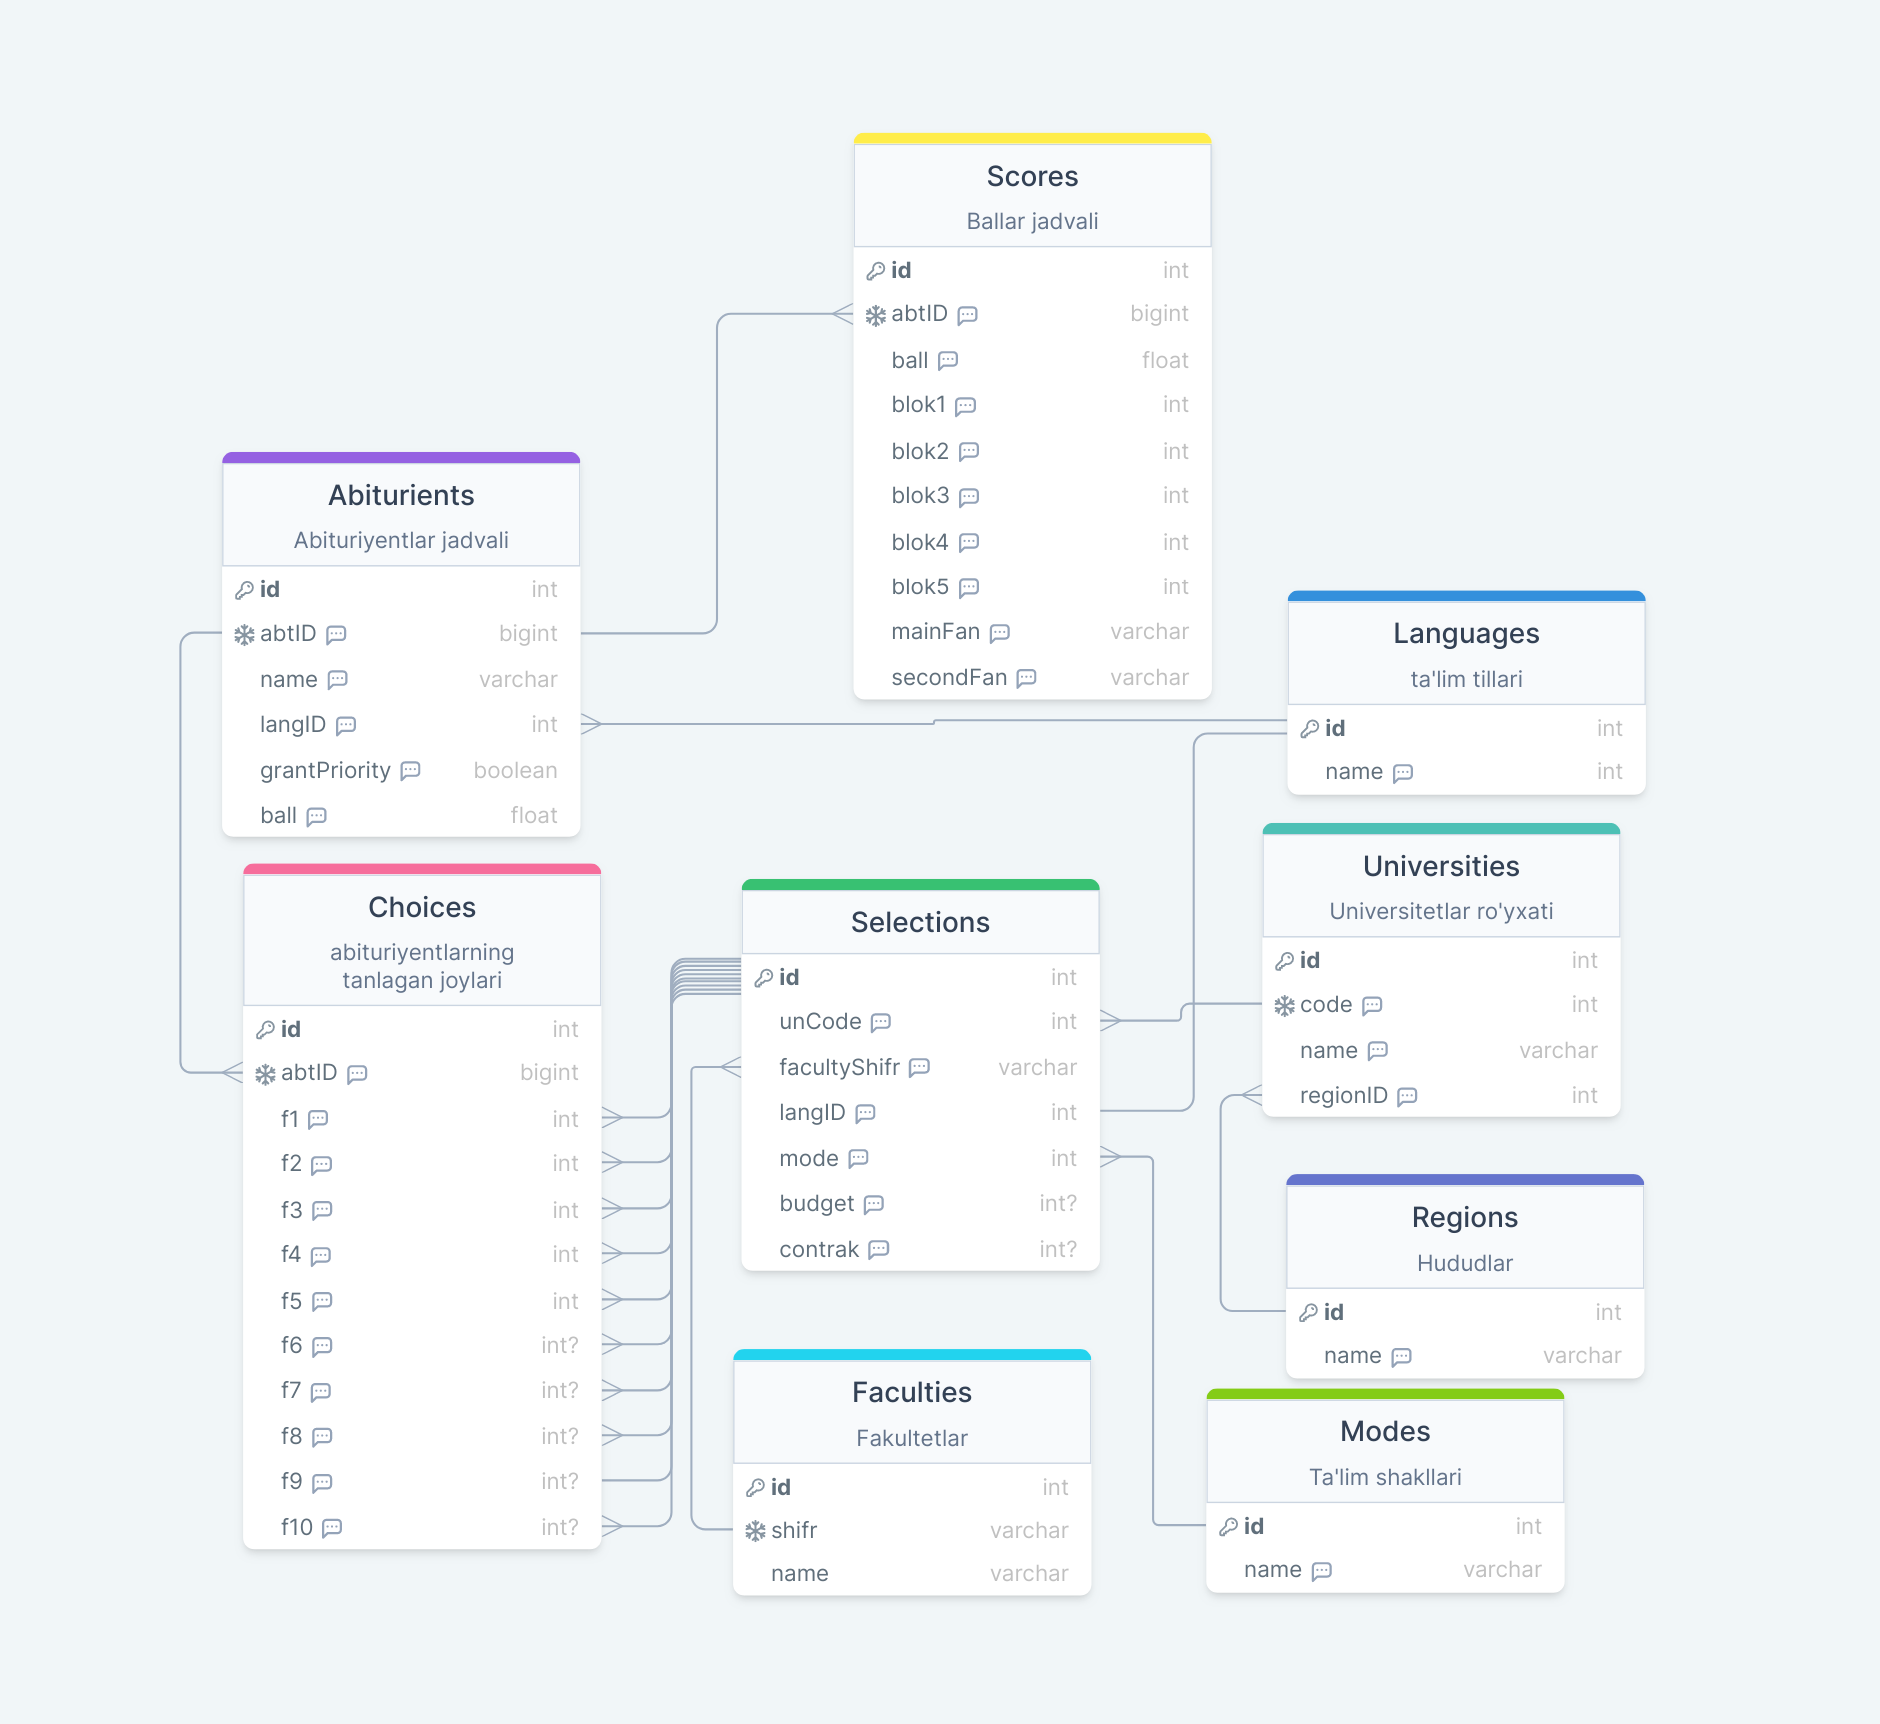 Scores
Ballar jadvali
id int
abtID bigint
ball float
blok1 int
blok2 int
blok3 int
blok4 int
blok5 int
mainFan varchar
secondFan varchar
Abiturients
Abituriyentlar jadvali
id int
abtID bigint
name varchar
langID int
grantPriority boolean
ball float
Languages
ta'lim tillari
id int
name int
Choices
abituriyentlarning
tanlagan joylari
id int
abtID bigint
f1 int
f2 int
f3 int
f4 int
f5 int
f6 int?
f7 int?
f8 int?
f9 int?
f10 int?
Selections
id int
unCode int
facultyShifr varchar
langID int
mode int
budget int?
contrak int?
Universities
Universitetlar ro'yxati
id int
code int
name varchar
regionID int
Regions
Hududlar
id int
name varchar
Faculties
Fakultetlar
id int
shifr varchar
name varchar
Modes
Ta'lim shakllari
id int
name varchar